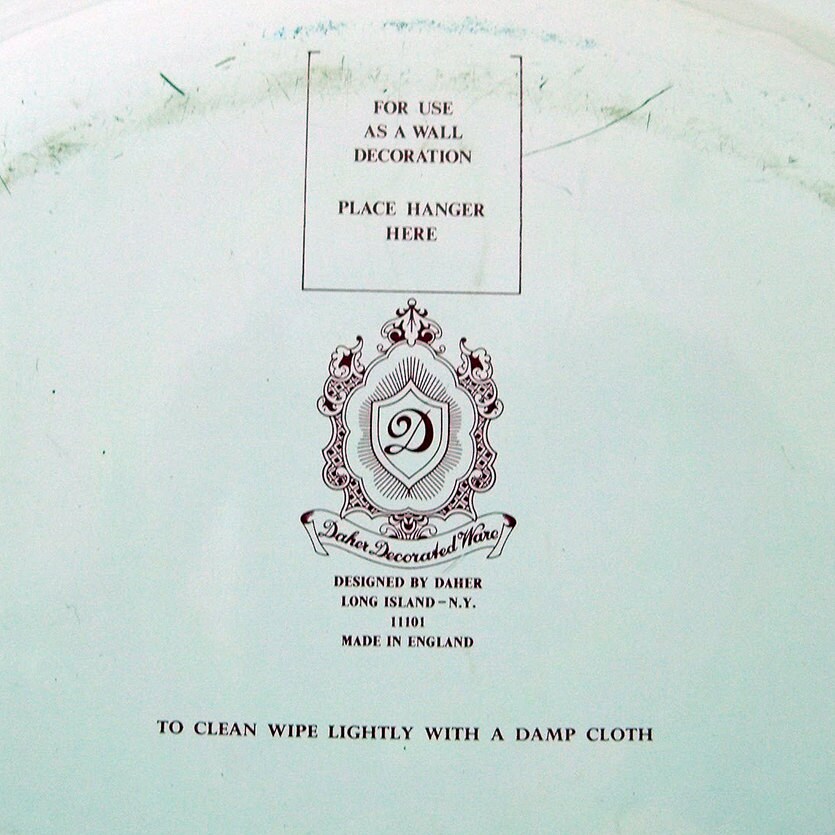 FOR USE
AS A WALL
DECORATION
PLACE HANGER
HERE
D
Daher Decorated Ware
DESIGNED BY DAHER
LONG ISLAND – N.Y.
11101
MADE IN ENGLAND
TO CLEAN WIPE LIGHTLY WITH A DAMP CLOTH